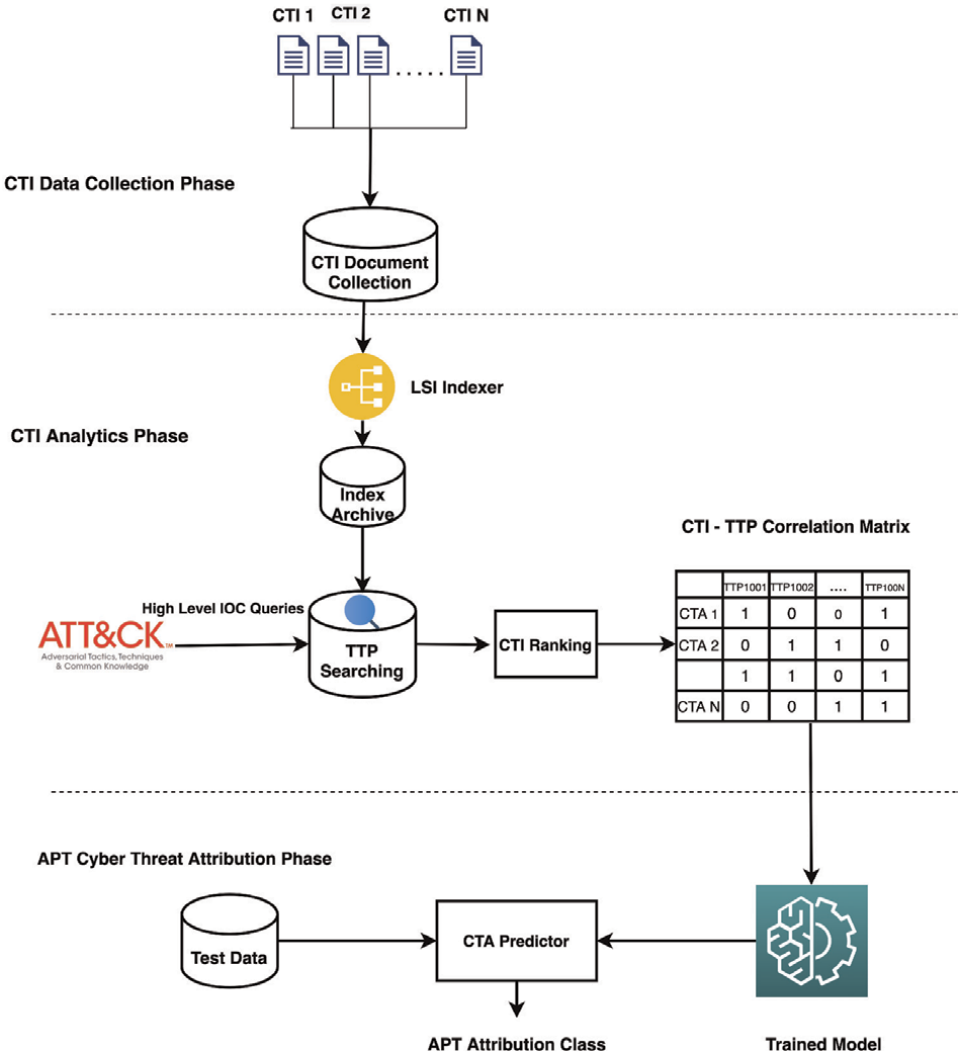 CTI 1 CTI 2 CTI N
CTI Data Collection Phase
CTI Document
Collection
LSI Indexer
CTI Analytics Phase
Index
Archive
CTI - TTP Correlation Matrix
High Level IOC Queries
ATT&CK™
Adversarial Tactics, Techniques
& Common Knowledge
TTP
Searching
CTI Ranking
TTP1001 TTP1002 .... TTP100N
CTA 1 1 0 0 1
CTA 2 0 1 1 0
1 1 0 1
CTA N 0 0 1 1
APT Cyber Threat Attribution Phase
Test Data
CTA Predictor
APT Attribution Class
Trained Model